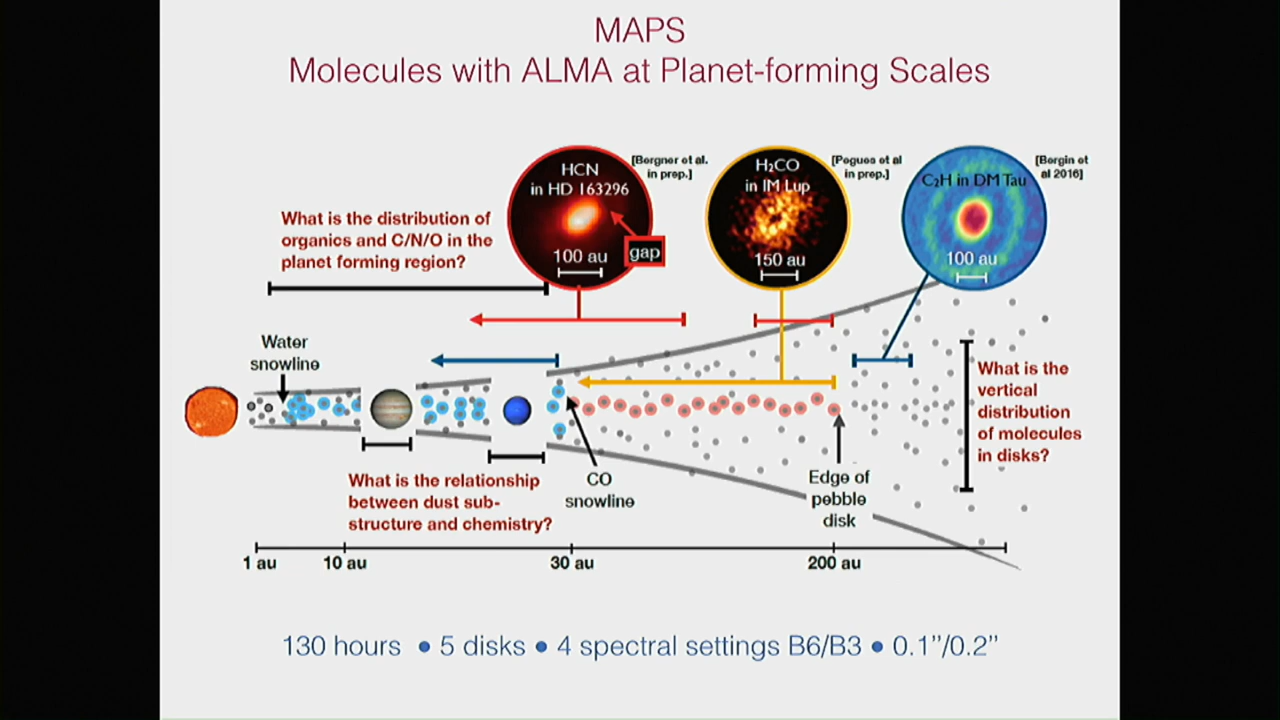 MAPS
Molecules with ALMA at Planet-forming Scales
HCN
in HD 163296
100 au
gap
[Bergner et al.
in prep.]
H₂CO
in IM Lup
150 au
[Pegues et al
in prep.]
C₂H in DM Tau
100 au
[Bergin et
al 2016]
What is the distribution of
organics and C/N/O in the
planet forming region?
Water
snowline
What is the relationship
between dust sub-
structure and chemistry?
CO
snowline
Edge of
pebble
disk
What is the
vertical
distribution
of molecules
in disks?
1 au
10 au
30 au
200 au
130 hours • 5 disks • 4 spectral settings B6/B3 • 0.1”/0.2”